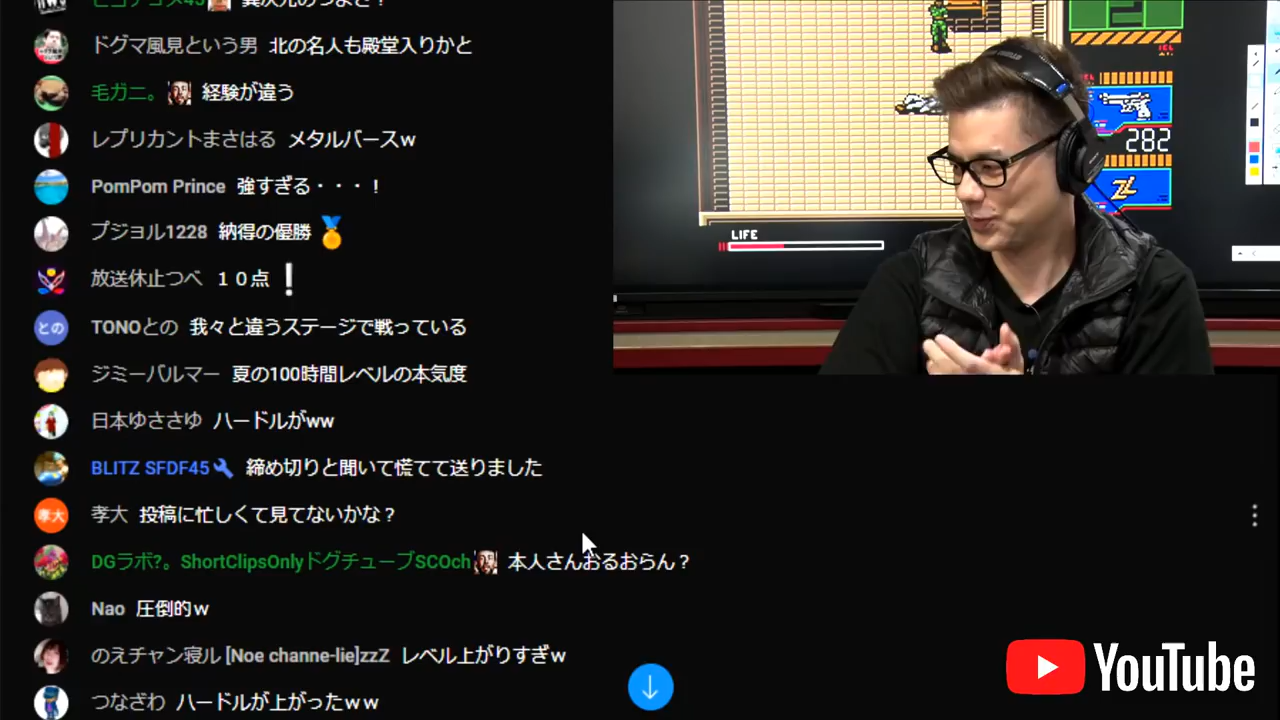 ドグマ風見という男 北の名人も殿堂入りかと
毛ガニ。 経験が違う
レプリカントまさはる メタルバースw
PomPom Prince 強すぎる・・・！
プジョル1228 納得の優勝
放送休止つべ １０点
との TONOとの 我々と違うステージで戦っている
ジミーバルマー 夏の100時間レベルの本気度
日本ゆささゆ ハードルがww
BLITZ SFDF45 締め切りと聞いて慌てて送りました
孝大 孝大 投稿に忙しくて見てないかな？
DGラボ?。ShortClipsOnlyドグチューブSCOch 本人さんおるおらん？
Nao 圧倒的ｗ
のえチャン寝ル [Noe channe-lie]zzZ レベル上がりすぎｗ
つなざわ ハードルが上がったｗｗ
LIFE
2
282
YouTube